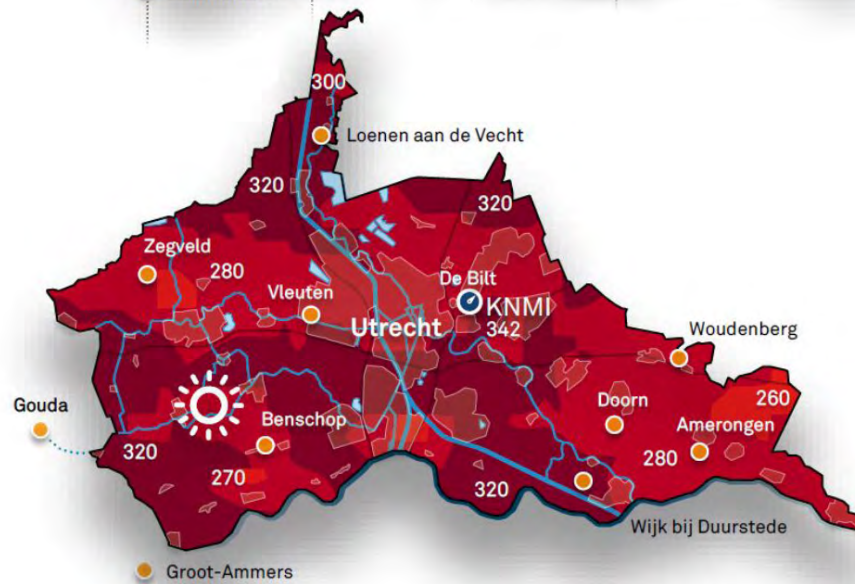 300
Loenen aan de Vecht
320
320
Zegveld
280
De Bilt
Vleuten
KNMI
342
Utrecht
Woudenberg
260
Gouda
Doorn
Benschop
Amerongen
320
280
270
320
Wijk bij Duurstede
Groot-Ammers